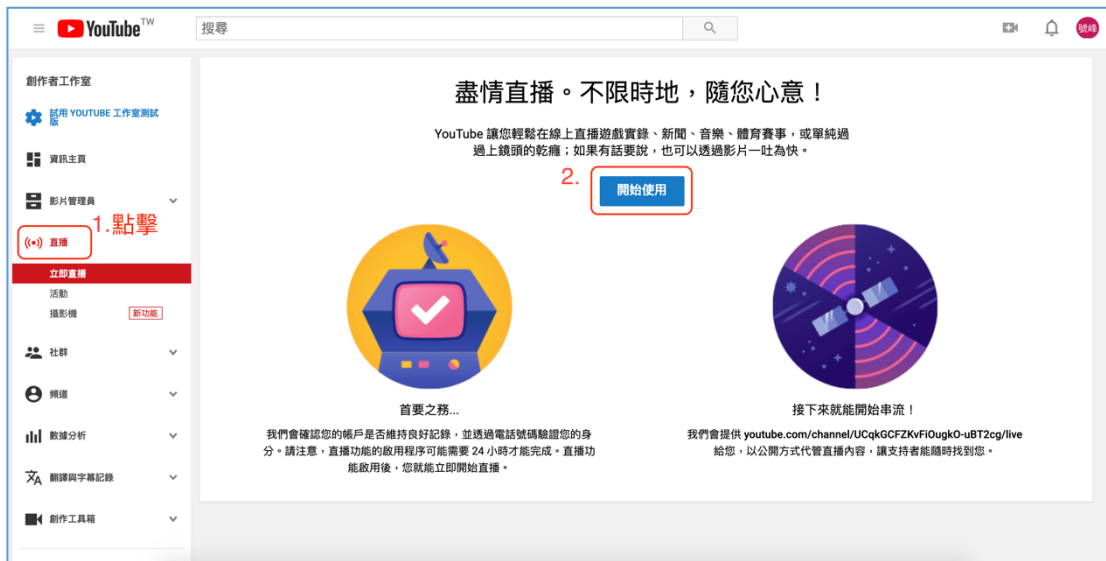 YouTube TW
搜尋
號峰
創作者工作室
試用 YOUTUBE 工作室測試
版
資訊主頁
影片管理員
1.點擊
直播
立即直播
活動
攝影機
新功能
社群
頻道
數據分析
翻譯與字幕記錄
創作工具箱
盡情直播。不限時地，隨您心意！
YouTube 讓您輕鬆在線上直播遊戲實錄、新聞、音樂、體育賽事，或單純過
過上鏡頭的乾癮；如果有話要說，也可以透過影片一吐為快。
2.
開始使用
首要之務...
我們會確認您的帳戶是否維持良好記錄，並透過電話號碼驗證您的身
分。請注意，直播功能的啟用程序可能需要 24 小時才能完成。直播功
能啟用後，您就能立即開始直播。
接下來就能開始串流！
我們會提供 youtube.com/channel/UCqkGCFZKvFiOugkO-uBT2cg/live
給您，以公開方式代管直播內容，讓支持者能隨時找到您。